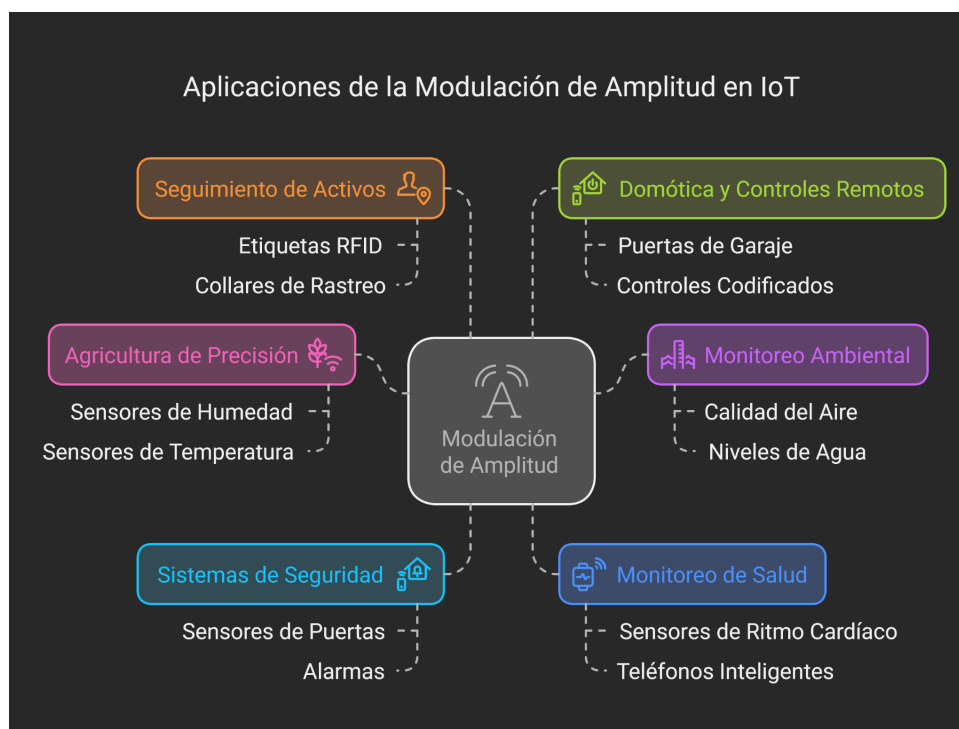 Aplicaciones de la Modulación de Amplitud en IoT
Seguimiento de Activos
Etiquetas RFID
Collares de Rastreo
Domótica y Controles Remotos
Puertas de Garaje
Controles Codificados
Agricultura de Precisión
Sensores de Humedad
Sensores de Temperatura
Modulación
de Amplitud
Monitoreo Ambiental
Calidad del Aire
Niveles de Agua
Sistemas de Seguridad
Sensores de Puertas
Alarmas
Monitoreo de Salud
Sensores de Ritmo Cardíaco
Teléfonos Inteligentes